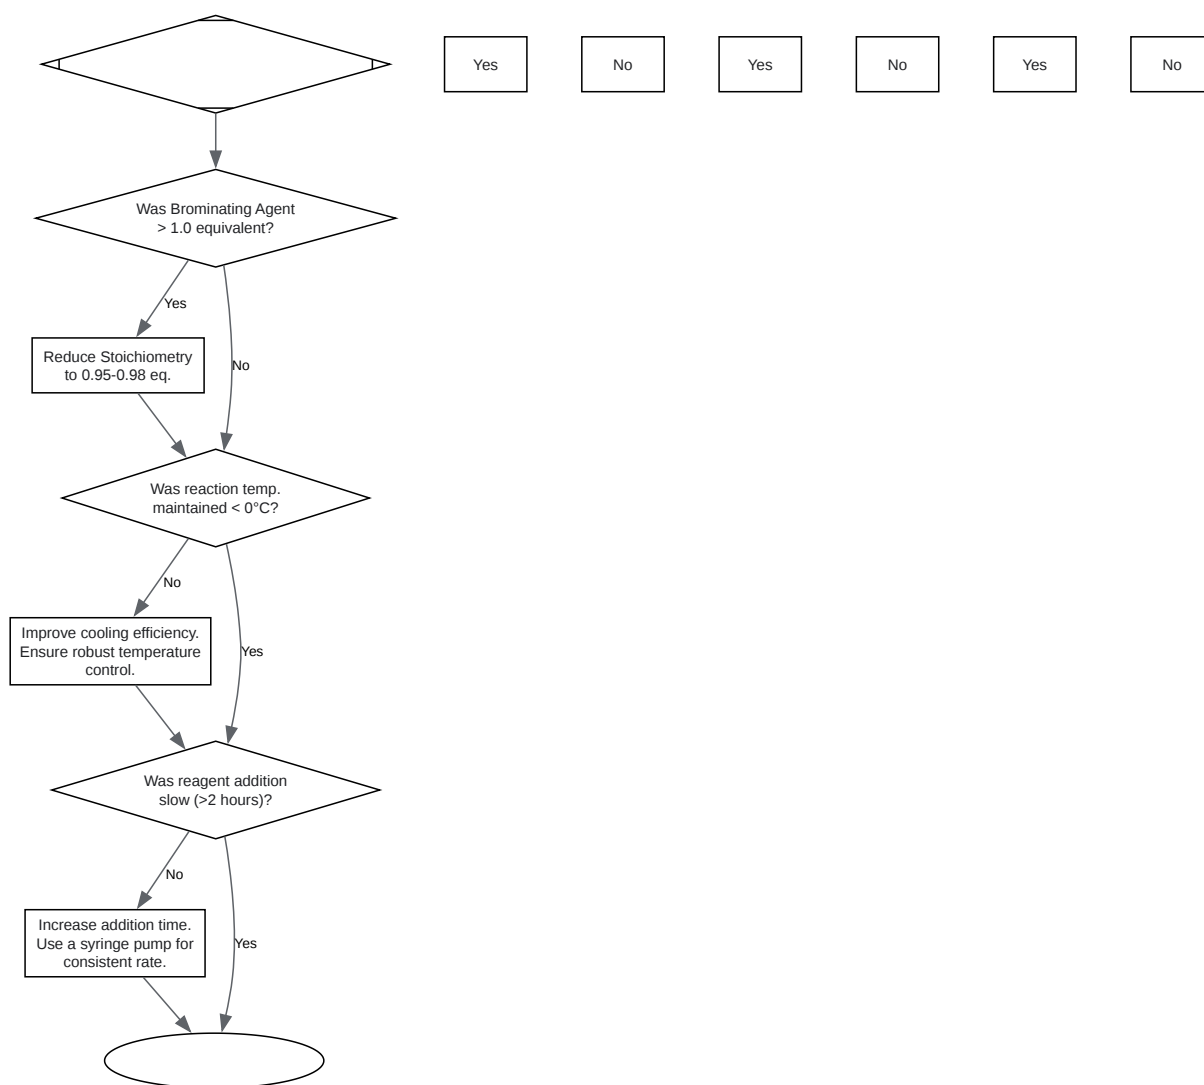 Yes
No
Yes
No
Yes
No
Was Brominating Agent
> 1.0 equivalent?
Yes
Reduce Stoichiometry
to 0.95-0.98 eq.
No
Was reaction temp.
maintained < 0°C?
No
Improve cooling efficiency.
Ensure robust temperature
control.
Yes
Was reagent addition
slow (>2 hours)?
No
Increase addition time.
Use a syringe pump for
consistent rate.
Yes